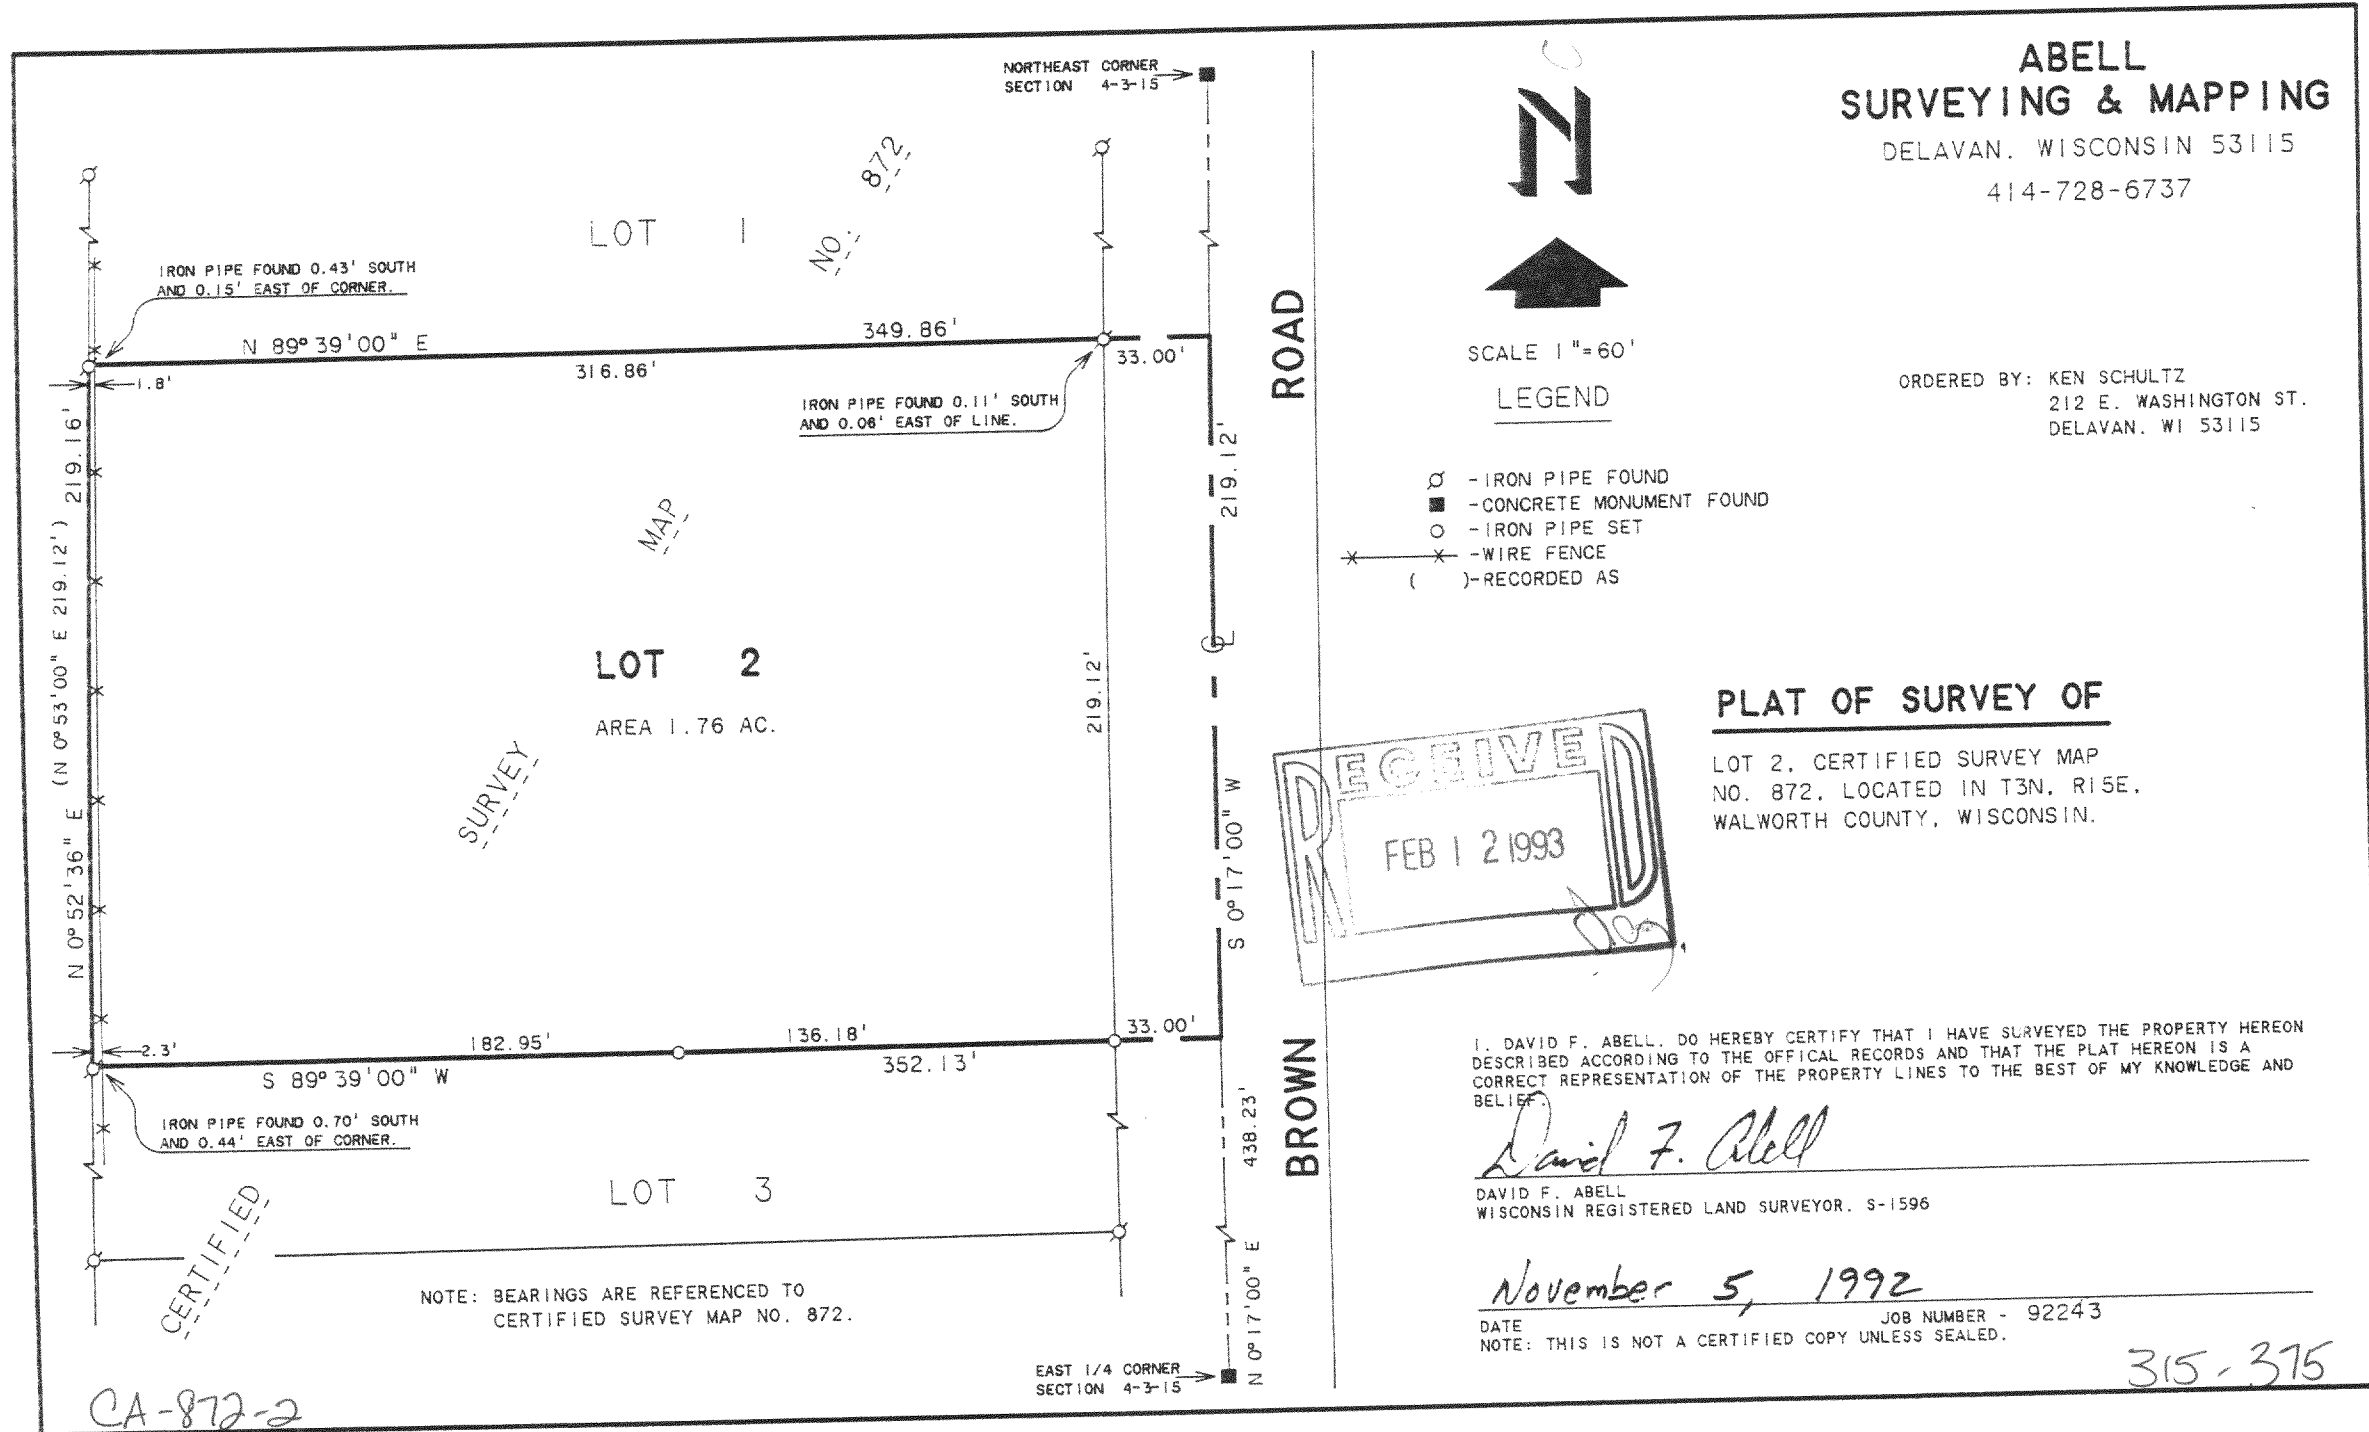 ABELL
SURVEYING & MAPPING
DELAVAN, WISCONSIN 53115
414-728-6737
NORTHEAST CORNER
SECTION 4-3-15
N
SCALE 1"=60'
LEGEND
-IRON PIPE FOUND
-CONCRETE MONUMENT FOUND
-IRON PIPE SET
-WIRE FENCE
( )-RECORDED AS
ORDERED BY: KEN SCHULTZ
212 E. WASHINGTON ST.
DELAVAN, WI 53115
LOT 1
IRON PIPE FOUND 0.43' SOUTH
AND 0.15' EAST OF CORNER.
N 89°39'00" E
349.86'
316.86'
33.00'
1.8'
IRON PIPE FOUND 0.11' SOUTH
AND 0.06' EAST OF LINE.
N 0°52'36" E (N 0°53'00" E 219.12') 219.16'
CERTIFIED SURVEY MAP NO. 872
LOT 2
AREA 1.76 AC.
219.12'
219.12'
S 0°17'00" W
BROWN ROAD
PLAT OF SURVEY OF
LOT 2, CERTIFIED SURVEY MAP
NO. 872, LOCATED IN T3N, R15E,
WALWORTH COUNTY, WISCONSIN.
RECEIVED
FEB 12 1993
2.3'
182.95'
136.18'
33.00'
S 89°39'00" W
352.13'
IRON PIPE FOUND 0.70' SOUTH
AND 0.44' EAST OF CORNER.
LOT 3
438.23'
N 0°17'00" E
NOTE: BEARINGS ARE REFERENCED TO
CERTIFIED SURVEY MAP NO. 872.
EAST 1/4 CORNER
SECTION 4-3-15
I, DAVID F. ABELL, DO HEREBY CERTIFY THAT I HAVE SURVEYED THE PROPERTY HEREON
DESCRIBED ACCORDING TO THE OFFICAL RECORDS AND THAT THE PLAT HEREON IS A
CORRECT REPRESENTATION OF THE PROPERTY LINES TO THE BEST OF MY KNOWLEDGE AND
BELIEF.
David F. Abell
DAVID F. ABELL
WISCONSIN REGISTERED LAND SURVEYOR, S-1596
November 5, 1992
DATE
JOB NUMBER - 92243
NOTE: THIS IS NOT A CERTIFIED COPY UNLESS SEALED.
315-375
CA-872-2